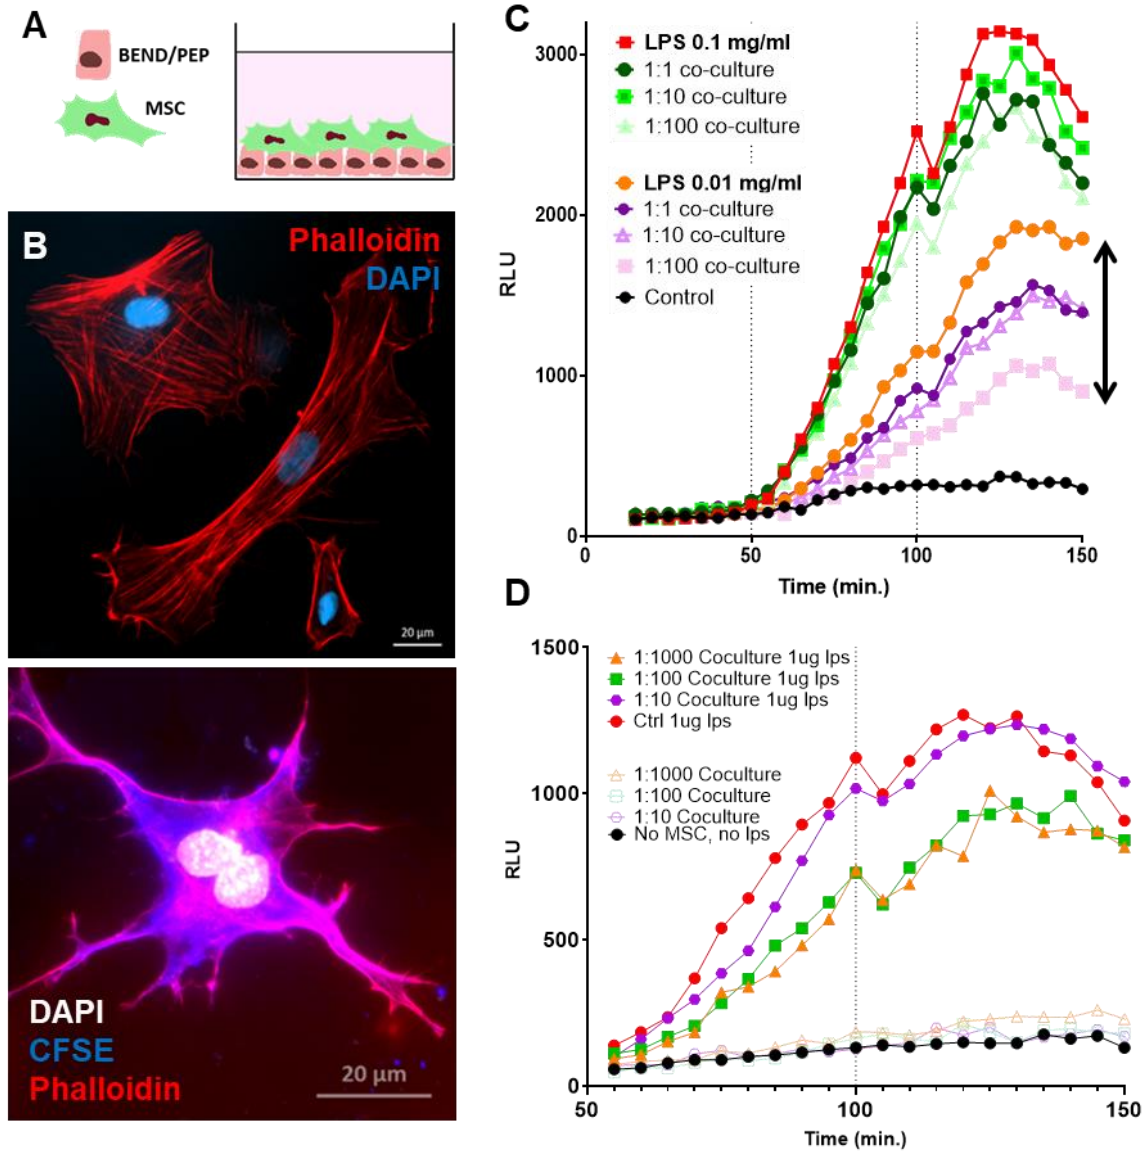 A
BEND/PEP
MSC
B
Phalloidin
DAPI
20 µm
DAPI
CFSE
Phalloidin
20 µm
C
3000
2000
1000
0
RLU
LPS 0.1 mg/ml
1:1 co-culture
1:10 co-culture
1:100 co-culture
LPS 0.01 mg/ml
1:1 co-culture
1:10 co-culture
1:100 co-culture
Control
0
50
100
150
Time (min.)
D
1500
1000
500
0
RLU
1:1000 Coculture 1ug lps
1:100 Coculture 1ug lps
1:10 Coculture 1ug lps
Ctrl 1ug lps
1:1000 Coculture
1:100 Coculture
1:10 Coculture
No MSC, no lps
50
100
150
Time (min.)